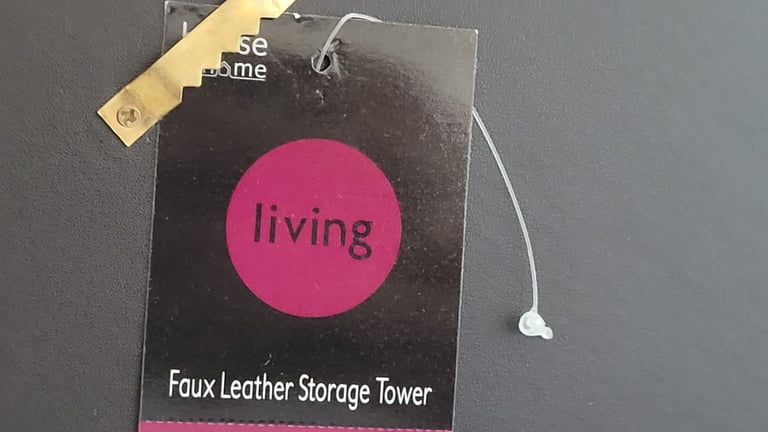 living
Faux Leather Storage Tower